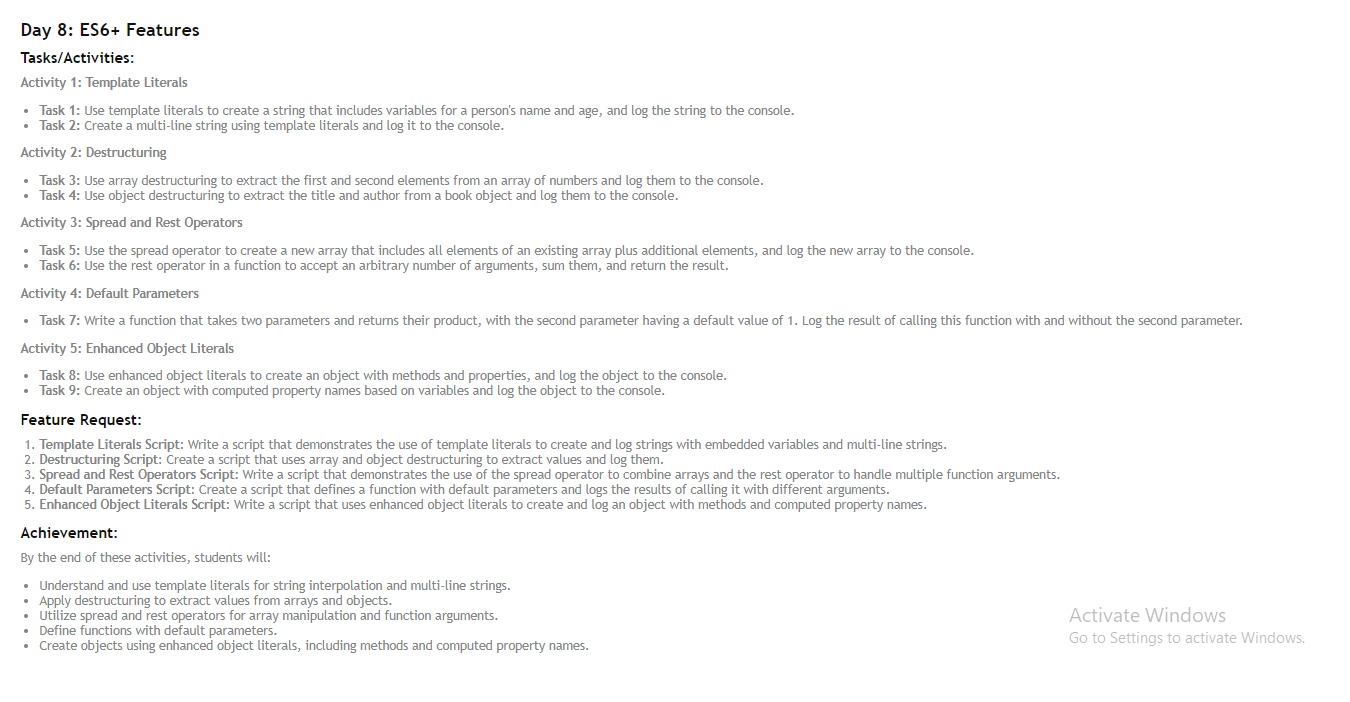 Day 8: ES6+ Features
Tasks/Activities:
Activity 1: Template Literals
• Task 1: Use template literals to create a string that includes variables for a person's name and age, and log the string to the console.
• Task 2: Create a multi-line string using template literals and log it to the console.
Activity 2: Destructuring
• Task 3: Use array destructuring to extract the first and second elements from an array of numbers and log them to the console.
• Task 4: Use object destructuring to extract the title and author from a book object and log them to the console.
Activity 3: Spread and Rest Operators
• Task 5: Use the spread operator to create a new array that includes all elements of an existing array plus additional elements, and log the new array to the console.
• Task 6: Use the rest operator in a function to accept an arbitrary number of arguments, sum them, and return the result.
Activity 4: Default Parameters
• Task 7: Write a function that takes two parameters and returns their product, with the second parameter having a default value of 1. Log the result of calling this function with and without the second parameter.
Activity 5: Enhanced Object Literals
• Task 8: Use enhanced object literals to create an object with methods and properties, and log the object to the console.
• Task 9: Create an object with computed property names based on variables and log the object to the console.
Feature Request:
1. Template Literals Script: Write a script that demonstrates the use of template literals to create and log strings with embedded variables and multi-line strings.
2. Destructuring Script: Create a script that uses array and object destructuring to extract values and log them.
3. Spread and Rest Operators Script: Write a script that demonstrates the use of the spread operator to combine arrays and the rest operator to handle multiple function arguments.
4. Default Parameters Script: Create a script that defines a function with default parameters and logs the results of calling it with different arguments.
5. Enhanced Object Literals Script: Write a script that uses enhanced object literals to create and log an object with methods and computed property names.
Achievement:
By the end of these activities, students will:
• Understand and use template literals for string interpolation and multi-line strings.
• Apply destructuring to extract values from arrays and objects.
• Utilize spread and rest operators for array manipulation and function arguments.
• Define functions with default parameters.
• Create objects using enhanced object literals, including methods and computed property names.
Activate Windows
Go to Settings to activate Windows.